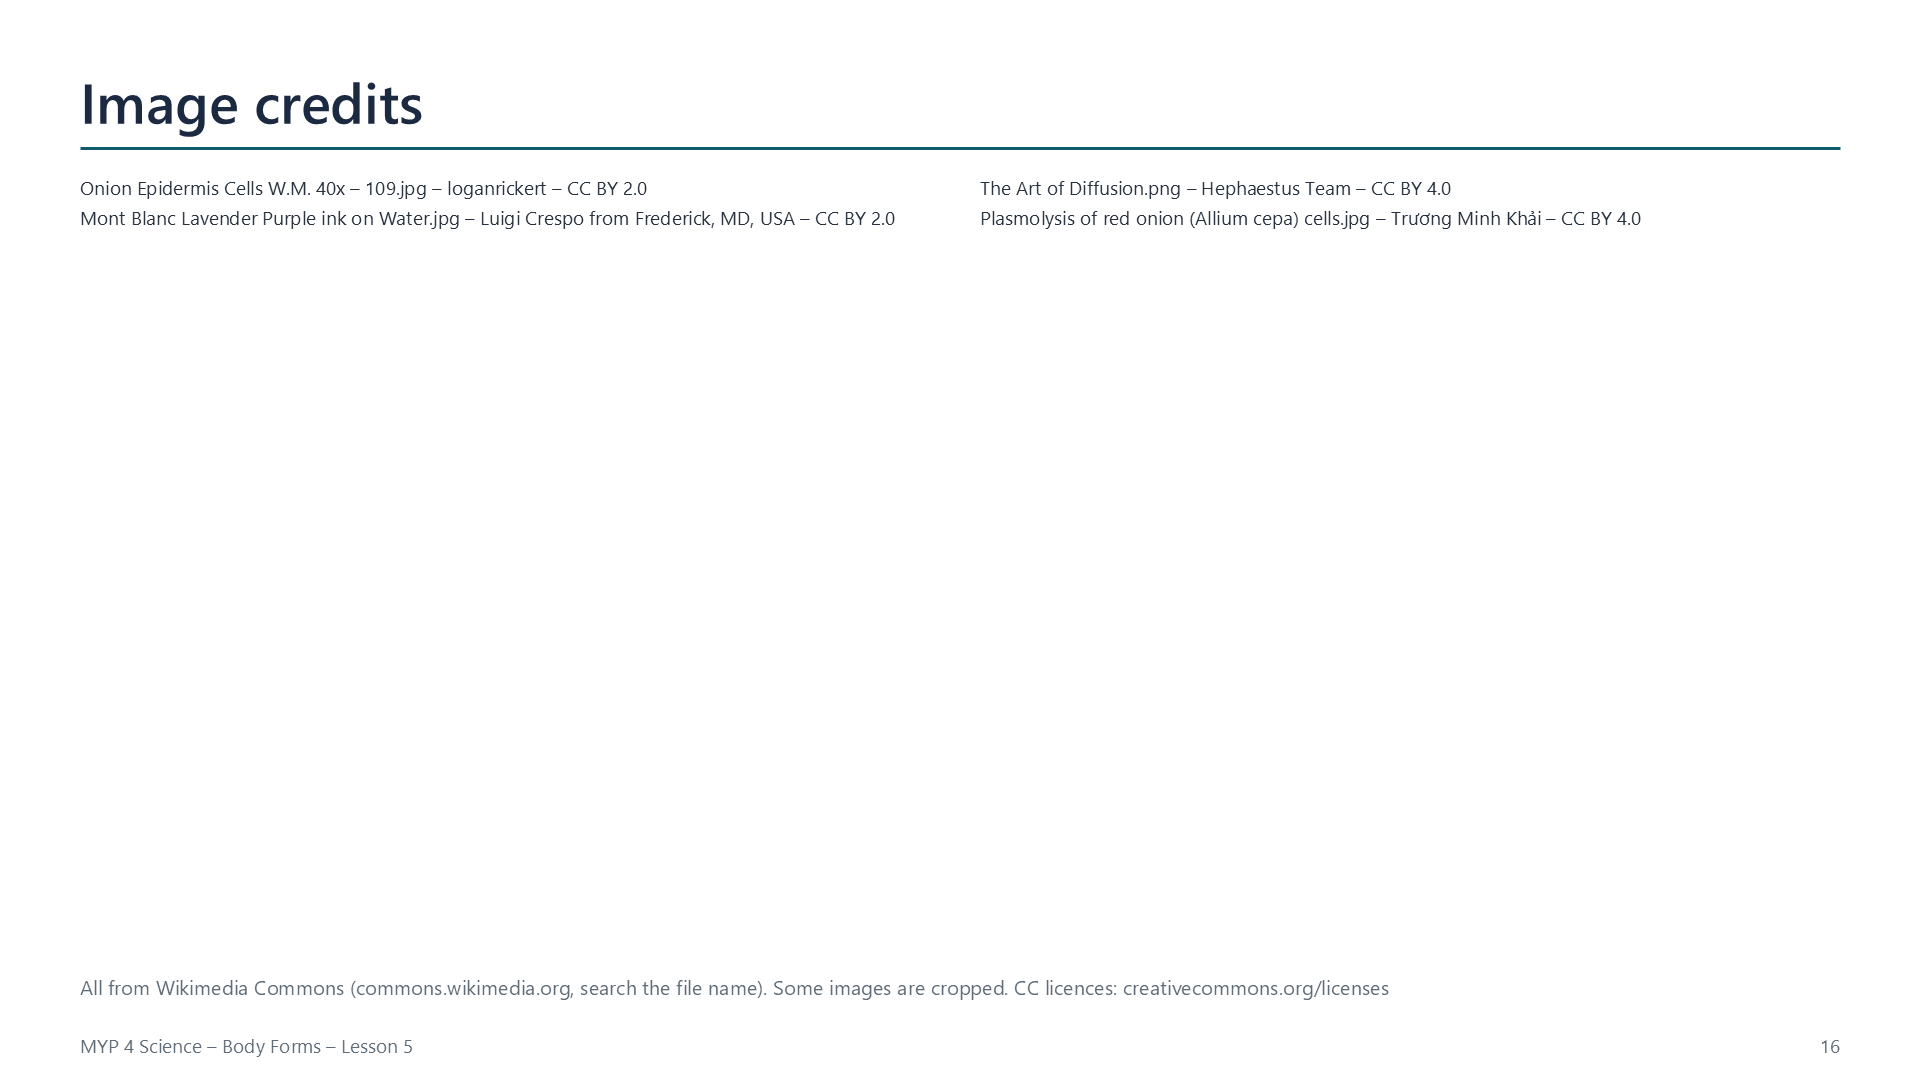 Image credits
Onion Epidermis Cells W.M. 40x – 109.jpg – loganrickert – CC BY 2.0
Mont Blanc Lavender Purple ink on Water.jpg – Luigi Crespo from Frederick, MD, USA – CC BY 2.0
The Art of Diffusion.png – Hephaestus Team – CC BY 4.0
Plasmolysis of red onion (Allium cepa) cells.jpg – Trương Minh Khải – CC BY 4.0
All from Wikimedia Commons (commons.wikimedia.org, search the file name). Some images are cropped. CC licences: creativecommons.org/licenses
MYP 4 Science – Body Forms – Lesson 5
16